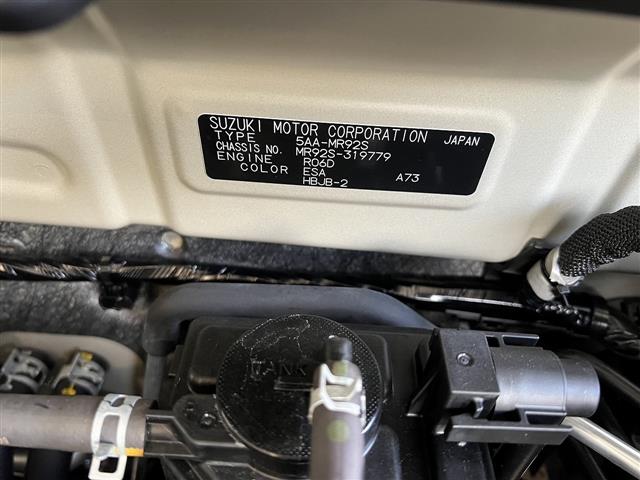 SUZUKI MOTOR CORPORATION JAPAN
TYPE 5AA-MR92S
CHASSIS NO. MR92S-319779
ENGINE R06D
COLOR ESA
HBJB-2 A73
TANK